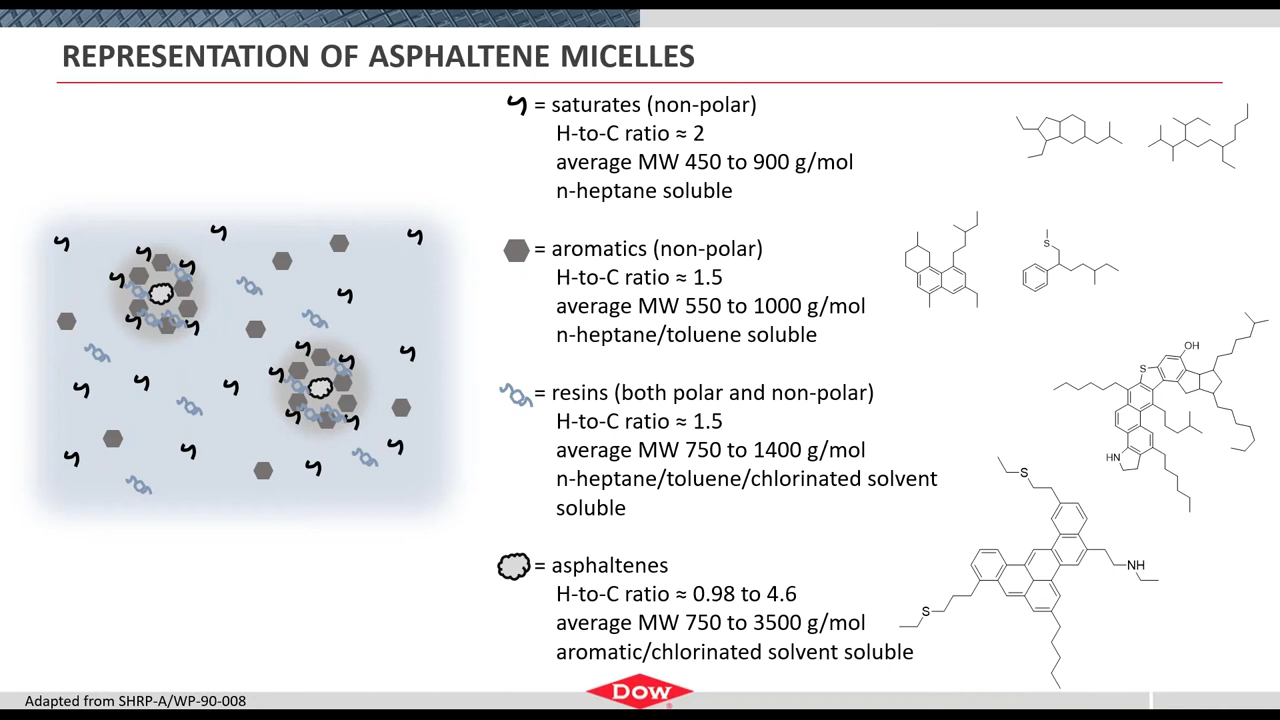 REPRESENTATION OF ASPHALTENE MICELLES
= saturates (non-polar)
H-to-C ratio ≈ 2
average MW 450 to 900 g/mol
n-heptane soluble
= aromatics (non-polar)
H-to-C ratio ≈ 1.5
average MW 550 to 1000 g/mol
n-heptane/toluene soluble
S
= resins (both polar and non-polar)
H-to-C ratio ≈ 1.5
average MW 750 to 1400 g/mol
n-heptane/toluene/chlorinated solvent
soluble
OH
S
HN
= asphaltenes
H-to-C ratio ≈ 0.98 to 4.6
average MW 750 to 3500 g/mol
aromatic/chlorinated solvent soluble
S
NH
S
Adapted from SHRP-A/WP-90-008
DOW
®